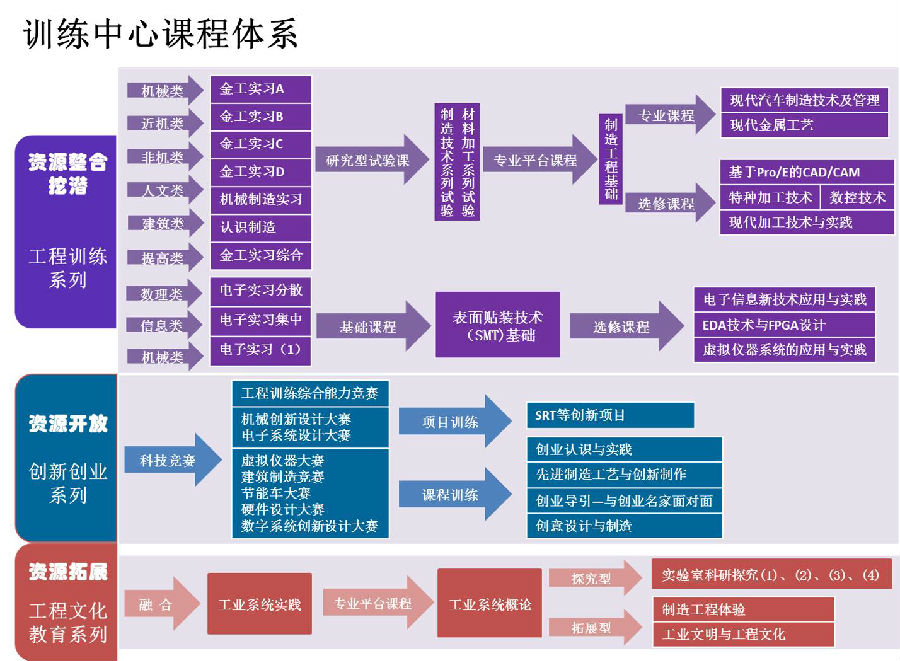 训练中心课程体系
资源整合
挖潜
工程训练
系列
机械类
金工实习A
近机类
金工实习B
非机类
金工实习C
人文类
金工实习D
建筑类
机械制造实习
提高类
认识制造
金工实习综合
数理类
电子实习分散
信息类
电子实习集中
机械类
电子实习（1）
研究型试验课
制造技术系列试验
材料加工系列试验
专业平台课程
制造工程基础
专业课程
现代汽车制造技术及管理
现代金属工艺
选修课程
基于Pro/E的CAD/CAM
特种加工技术
数控技术
现代加工技术与实践
基础课程
表面贴装技术
（SMT)基础
选修课程
电子信息新技术应用与实践
EDA技术与FPGA设计
虚拟仪器系统的应用与实践
资源开放
创新创业
系列
科技竞赛
工程训练综合能力竞赛
机械创新设计大赛
电子系统设计大赛
虚拟仪器大赛
建筑制造竞赛
节能车大赛
硬件设计大赛
数字系统创新设计大赛
项目训练
SRT等创新项目
课程训练
创业认识与实践
先进制造工艺与创新制作
创业导引—与创业名家面对面
创意设计与制造
资源拓展
工程文化
教育系列
融 合
工业系统实践
专业平台课程
工业系统概论
探究型
实验室科研探究(1)、(2)、(3)、(4)
拓展型
制造工程体验
工业文明与工程文化